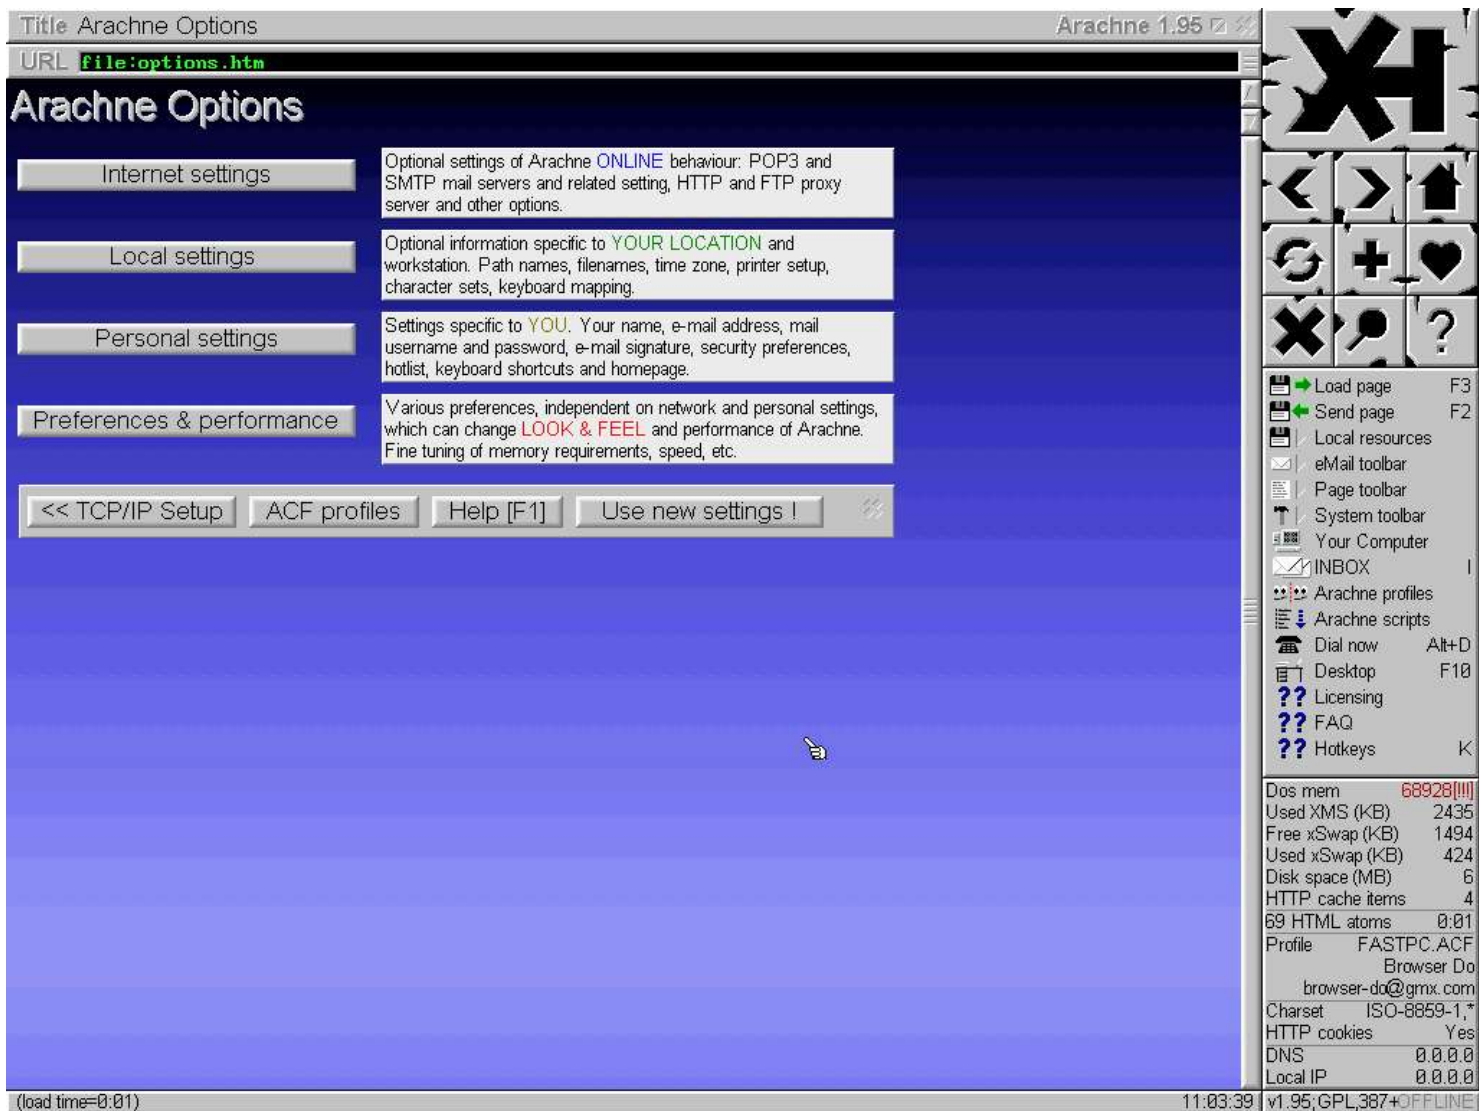 Title Arachne Options
Arachne 1.95
URL file:options.htm
Arachne Options
Internet settings
Optional settings of Arachne ONLINE behaviour: POP3 and
SMTP mail servers and related setting, HTTP and FTP proxy
server and other options.
Local settings
Optional information specific to YOUR LOCATION and
workstation. Path names, filenames, time zone, printer setup,
character sets, keyboard mapping.
Personal settings
Settings specific to YOU. Your name, e-mail address, mail
username and password, e-mail signature, security preferences,
hotlist, keyboard shortcuts and homepage.
Preferences & performance
Various preferences, independent on network and personal settings,
which can change LOOK & FEEL and performance of Arachne.
Fine tuning of memory requirements, speed, etc.
<< TCP/IP Setup ACF profiles Help [F1] Use new settings !
Load page F3
Send page F2
Local resources
eMail toolbar
Page toolbar
System toolbar
Your Computer
INBOX I
Arachne profiles
Arachne scripts
Dial now Alt+D
Desktop F10
?? Licensing
?? FAQ
?? Hotkeys K
Dos mem 68928[!!!]
Used XMS (KB) 2435
Free xSwap (KB) 1494
Used xSwap (KB) 424
Disk space (MB) 6
HTTP cache items 4
69 HTML atoms 0:01
Profile FASTPC.ACF
Browser Do
browser-do@gmx.com
Charset ISO-8859-1,*
HTTP cookies Yes
DNS 0.0.0.0
Local IP 0.0.0.0
(load time=0:01)
11:03:39
v1.95;GPL,387+OFFLINE